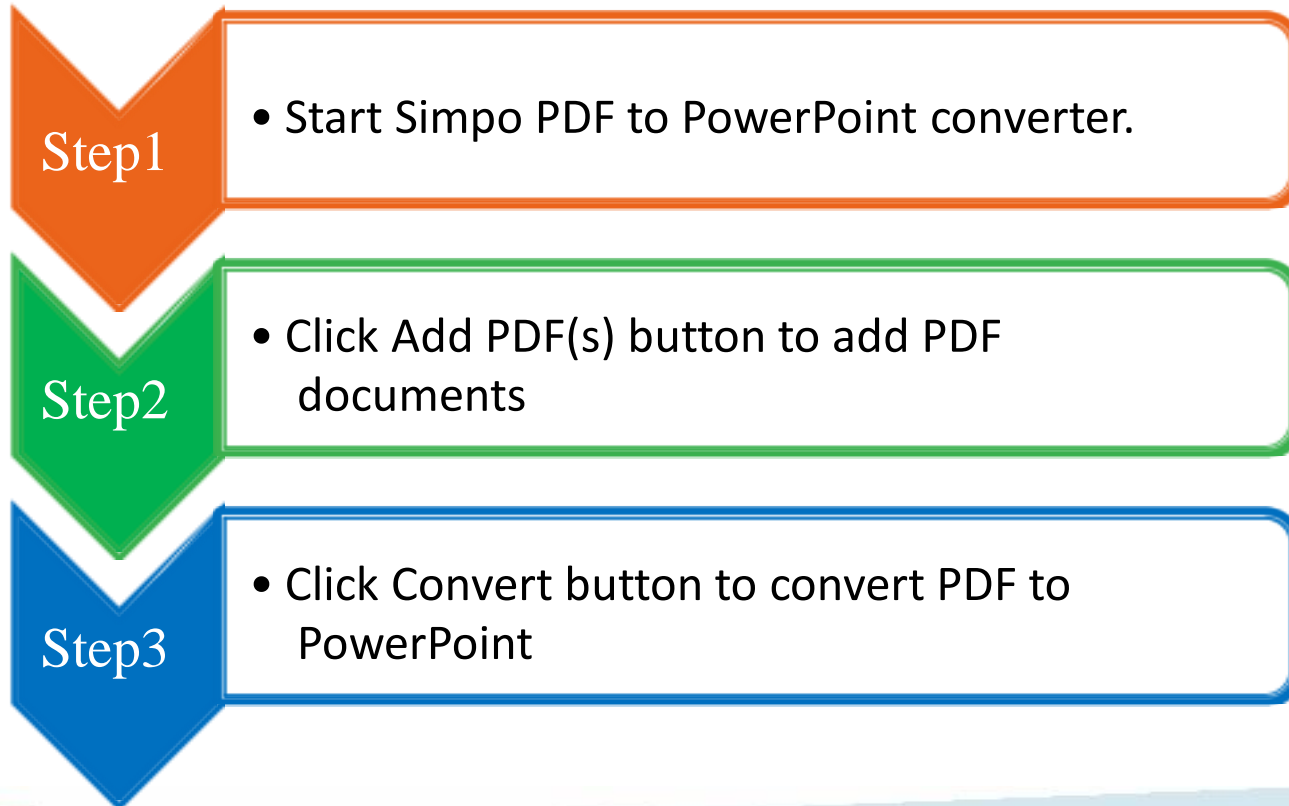 Step1
• Start Simpo PDF to PowerPoint converter.
Step2
• Click Add PDF(s) button to add PDF
documents
Step3
• Click Convert button to convert PDF to
PowerPoint